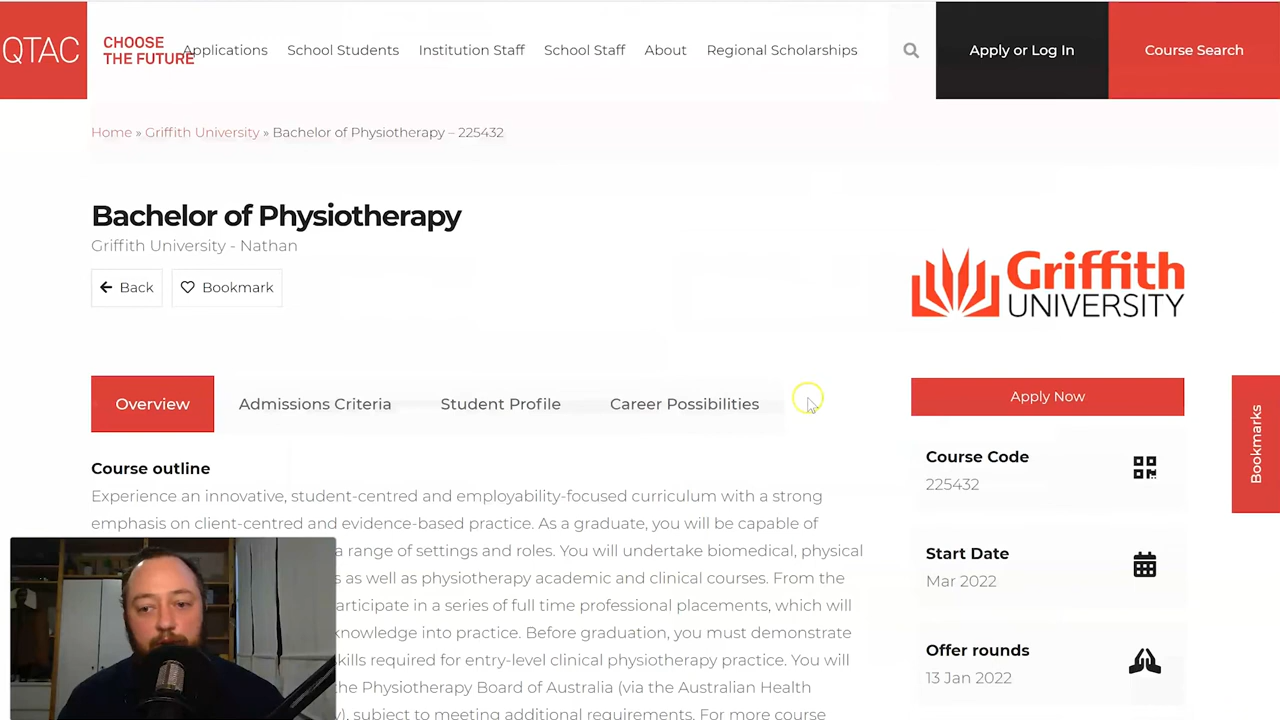 QTAC
CHOOSE
THE FUTURE
Applications School Students Institution Staff School Staff About Regional Scholarships
Apply or Log In
Course Search
Home » Griffith University » Bachelor of Physiotherapy – 225432
Bachelor of Physiotherapy
Griffith University - Nathan
Back
Bookmark
Griffith
UNIVERSITY
Overview Admissions Criteria Student Profile Career Possibilities
Apply Now
Bookmarks
Course outline
Experience an innovative, student-centred and employability-focused curriculum with a strong
emphasis on client-centred and evidence-based practice. As a graduate, you will be capable of
a range of settings and roles. You will undertake biomedical, physical
as well as physiotherapy academic and clinical courses. From the
participate in a series of full time professional placements, which will
knowledge into practice. Before graduation, you must demonstrate
skills required for entry-level clinical physiotherapy practice. You will
the Physiotherapy Board of Australia (via the Australian Health
), subject to meeting additional requirements. For more course
Course Code
225432
Start Date
Mar 2022
Offer rounds
13 Jan 2022